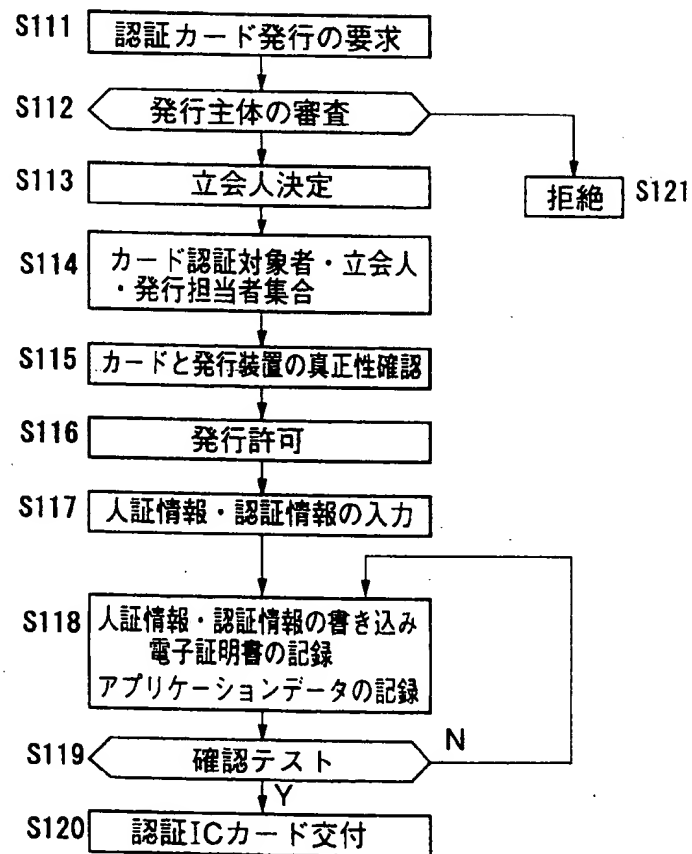 S111 認証カード発行の要求
S112 発行主体の審査
S113 立会人決定
拒絶 S121
S114 カード認証対象者・立会人
・発行担当者集合
S115 カードと発行装置の真正性確認
S116 発行許可
S117 人証情報・認証情報の入力
S118 人証情報・認証情報の書き込み
電子証明書の記録
アプリケーションデータの記録
S119 確認テスト N
Y
S120 認証ICカード交付